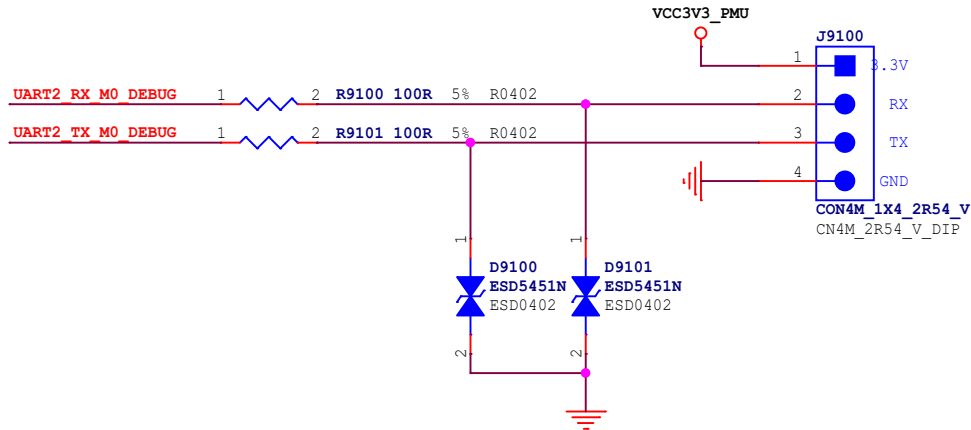 VCC3V3_PMU
J9100
1 3.3V
UART2_RX_M0_DEBUG 1 2 R9100 100R 5% R0402 2 RX
UART2_TX_M0_DEBUG 1 2 R9101 100R 5% R0402 3 TX
4 GND
CON4M_1X4_2R54_V
CN4M_2R54_V_DIP
1 1
D9100 D9101
ESD5451N ESD5451N
ESD0402 ESD0402
2 2